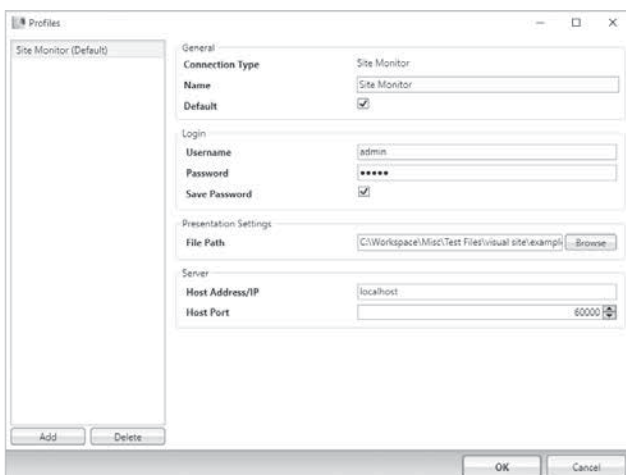 Profiles
Site Monitor (Default)
General
Connection Type Site Monitor
Name Site Monitor
Default
Login
Username admin
Password •••••
Save Password
Presentation Settings
File Path C:\Workspace\Misc\Test Files\visual site\exampl Browse
Server
Host Address/IP localhost
Host Port 60000
Add Delete
OK Cancel